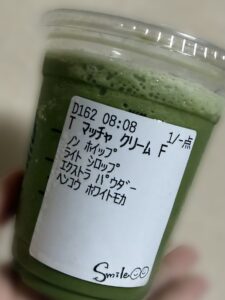 D162 08:08
T マッチャ クリーム F 1/一点
ノン ホイップ
ライト シロップ
エクストラ パウダー
ヘンコウ ホワイトモカ
Smile